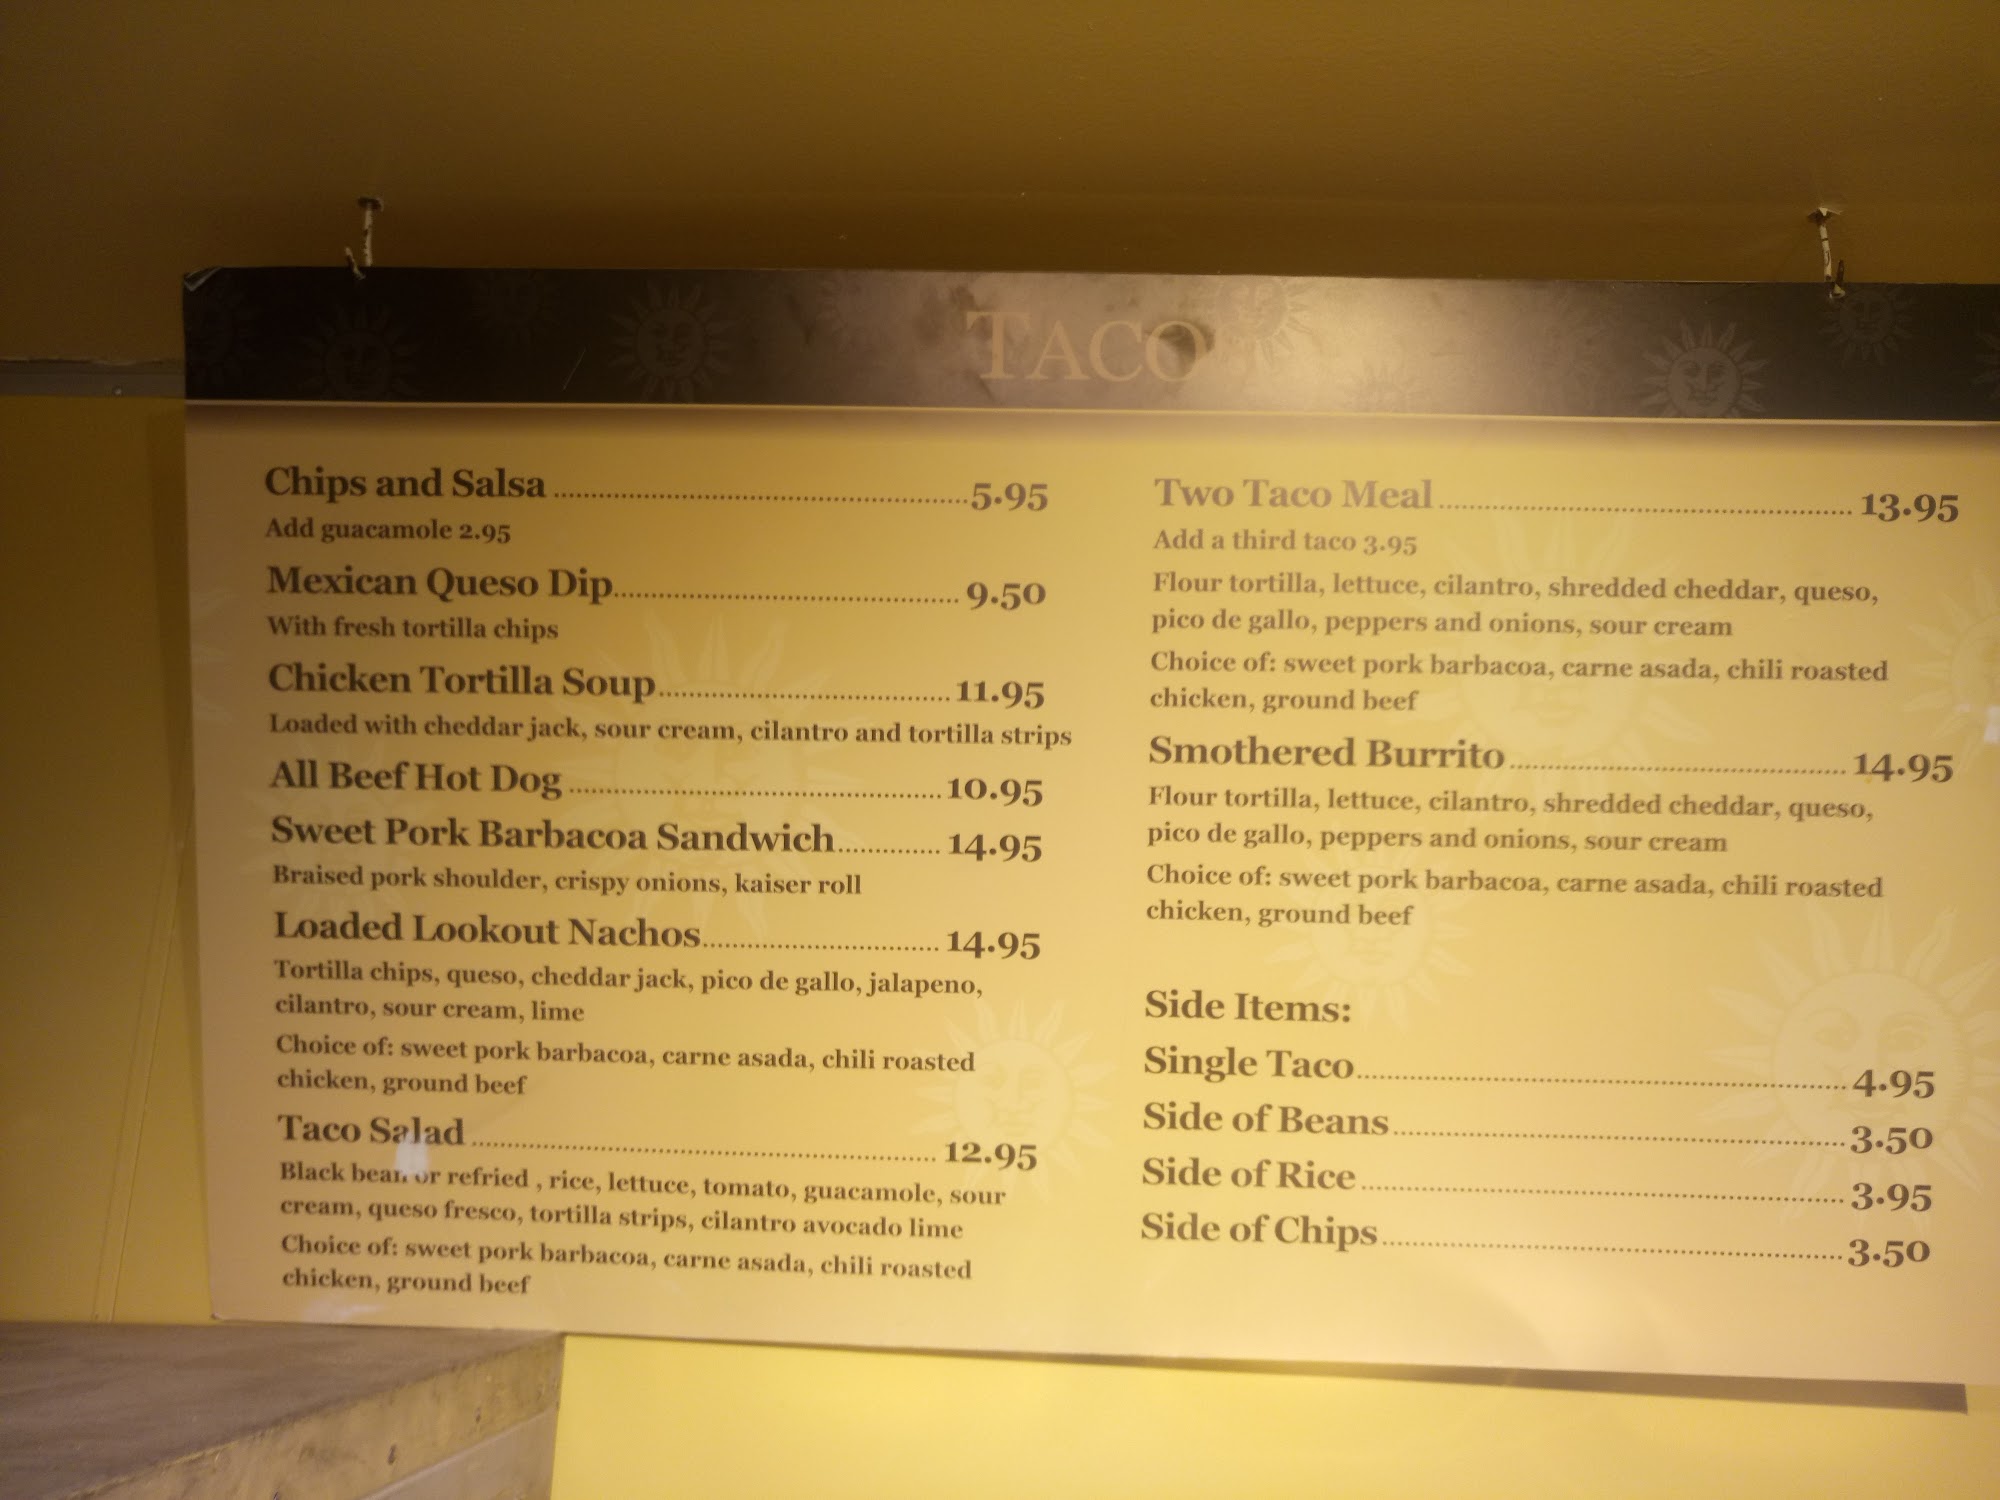 TACO
Chips and Salsa 5.95
Add guacamole 2.95
Mexican Queso Dip 9.50
With fresh tortilla chips
Chicken Tortilla Soup 11.95
Loaded with cheddar jack, sour cream, cilantro and tortilla strips
All Beef Hot Dog 10.95
Sweet Pork Barbacoa Sandwich 14.95
Braised pork shoulder, crispy onions, kaiser roll
Loaded Lookout Nachos 14.95
Tortilla chips, queso, cheddar jack, pico de gallo, jalapeno,
cilantro, sour cream, lime
Choice of: sweet pork barbacoa, carne asada, chili roasted
chicken, ground beef
Taco Salad 12.95
Black bean or refried , rice, lettuce, tomato, guacamole, sour
cream, queso fresco, tortilla strips, cilantro avocado lime
Choice of: sweet pork barbacoa, carne asada, chili roasted
chicken, ground beef
Two Taco Meal 13.95
Add a third taco 3.95
Flour tortilla, lettuce, cilantro, shredded cheddar, queso,
pico de gallo, peppers and onions, sour cream
Choice of: sweet pork barbacoa, carne asada, chili roasted
chicken, ground beef
Smothered Burrito 14.95
Flour tortilla, lettuce, cilantro, shredded cheddar, queso,
pico de gallo, peppers and onions, sour cream
Choice of: sweet pork barbacoa, carne asada, chili roasted
chicken, ground beef
Side Items:
Single Taco 4.95
Side of Beans 3.50
Side of Rice 3.95
Side of Chips 3.50